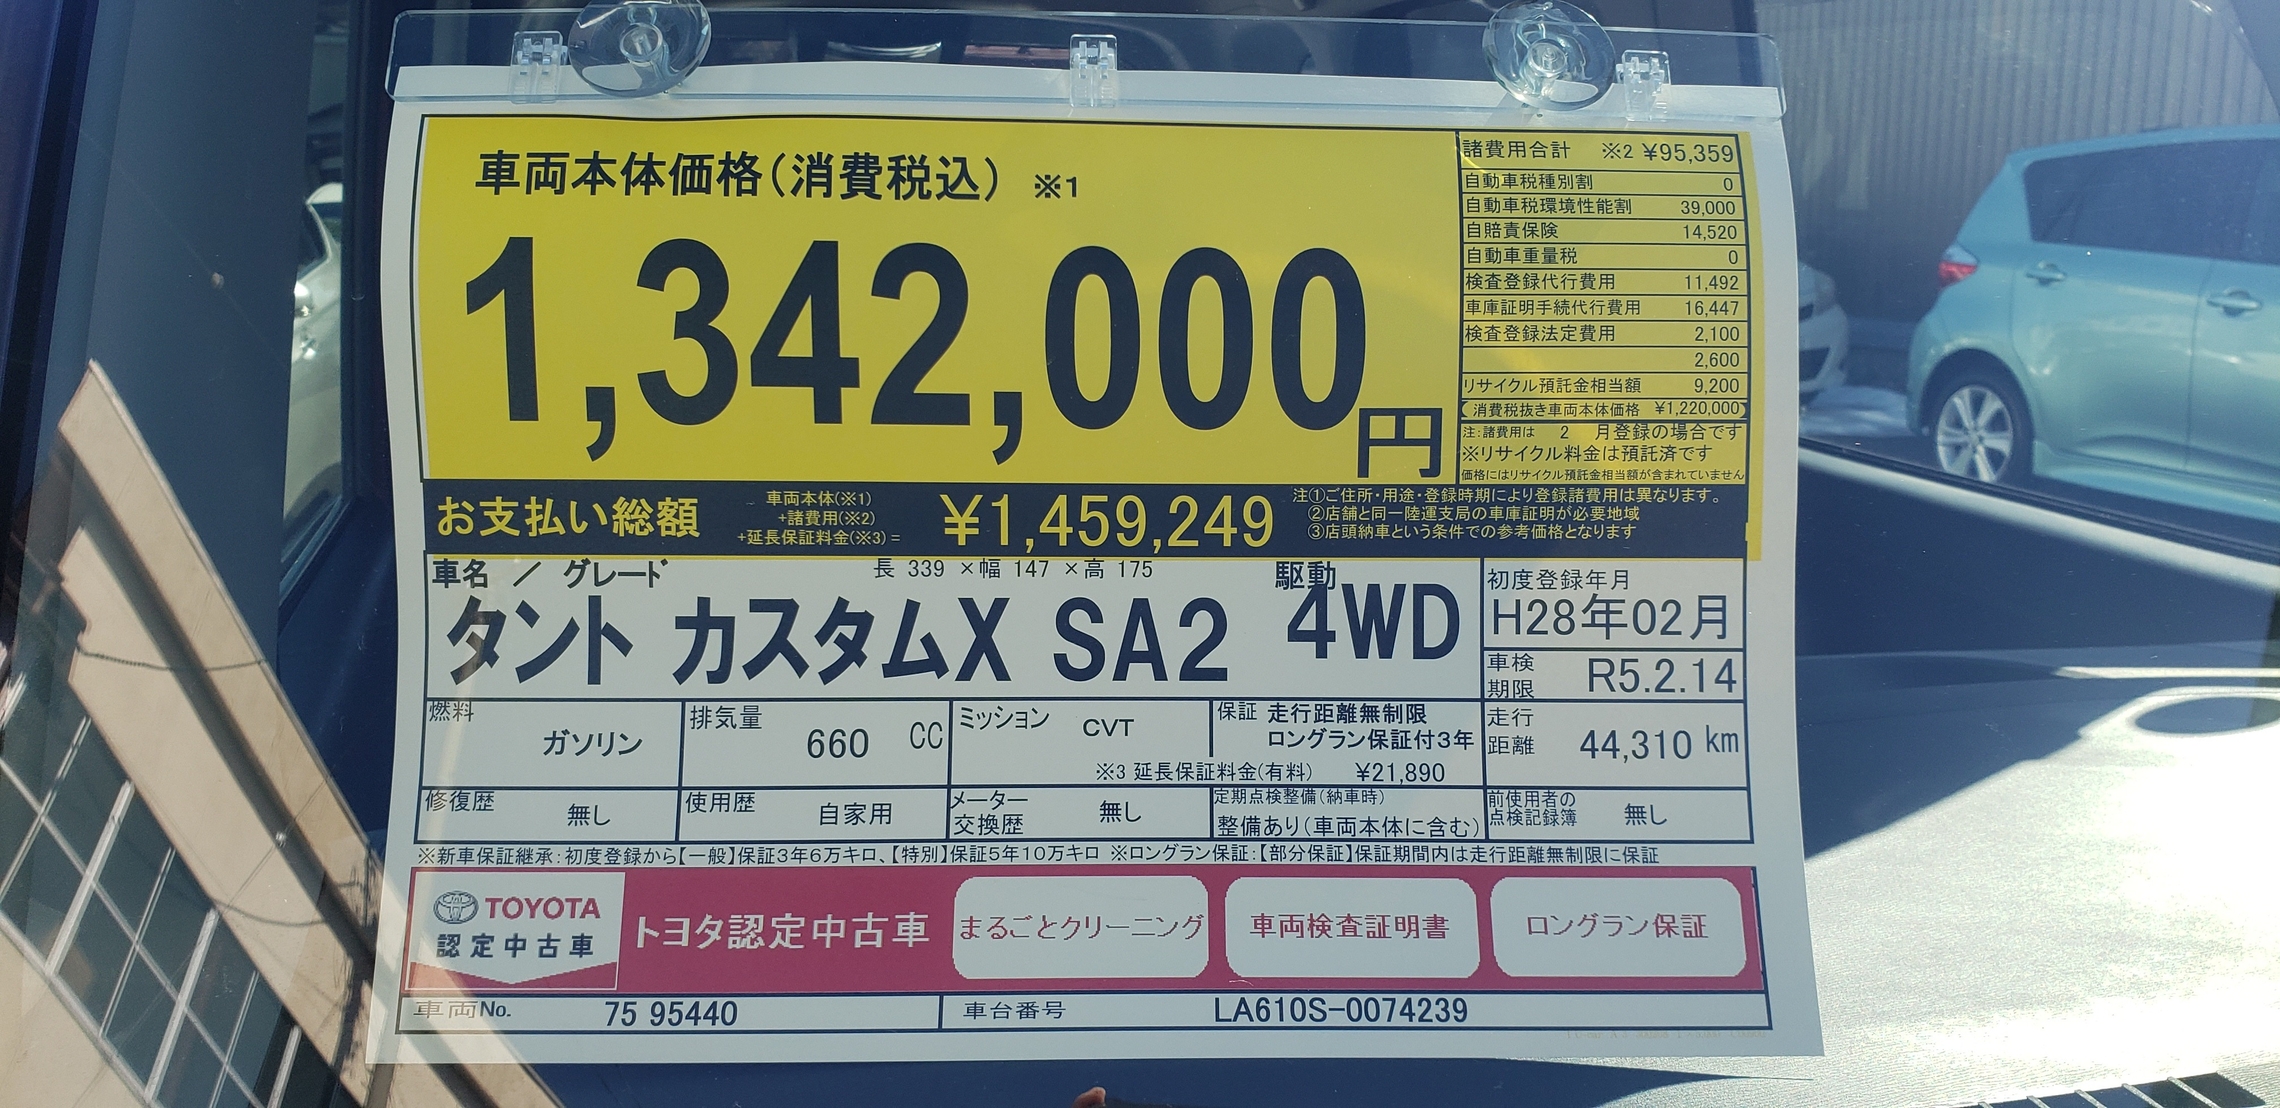 車両本体価格(消費税込) ※1
1,342,000円
諸費用合計 ※2 ¥95,359
自動車税種別割 0
自動車税環境性能割 39,000
自賠責保険 14,520
自動車重量税 0
検査登録代行費用 11,492
車庫証明手続代行費用 16,447
検査登録法定費用 2,100
2,600
リサイクル預託金相当額 9,200
(消費税抜き車両本体価格 ¥1,220,000)
注:諸費用は 2 月登録の場合です
※リサイクル料金は預託済です
価格にはリサイクル預託金相当額が含まれていません
お支払い総額
車両本体(※1)
+諸費用(※2)
+延長保証料金(※3)=
¥1,459,249
注①ご住所・用途・登録時期により登録諸費用は異なります。
②店舗と同一陸運支局の車庫証明が必要地域
③店頭納車という条件での参考価格となります
車名 / グレード 長 339 ×幅 147 ×高 175 駆動
タント カスタムX SA2 4WD
初度登録年月
H28年02月
車検期限 R5.2.14
燃料 ガソリン
排気量 660 CC
ミッション CVT
保証 走行距離無制限
ロングラン保証付3年
※3 延長保証料金(有料) ¥21,890
走行距離 44,310 km
修復歴 無し
使用歴 自家用
メーター交換歴 無し
定期点検整備(納車時)
整備あり(車両本体に含む)
前使用者の点検記録簿 無し
※新車保証継承:初度登録から【一般】保証3年6万キロ、【特別】保証5年10万キロ ※ロングラン保証:【部分保証】保証期間内は走行距離無制限に保証
TOYOTA
認定中古車
トヨタ認定中古車
まるごとクリーニング
車両検査証明書
ロングラン保証
車両No. 75 95440
車台番号 LA610S-0074239